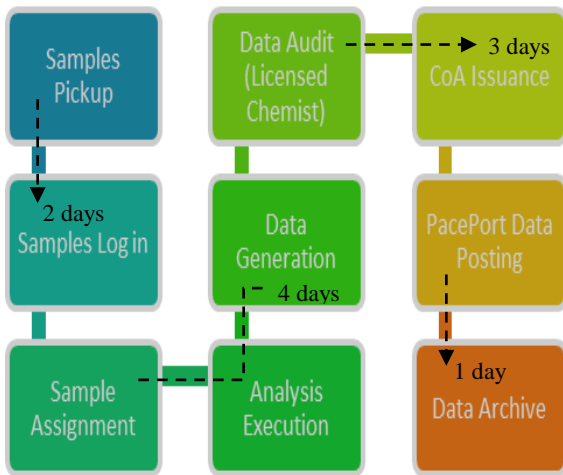 Samples
Pickup
2 days
Samples Log in
Sample
Assignment
Analysis
Execution
4 days
Data
Generation
Data Audit
(Licensed
Chemist)
3 days
CoA Issuance
PacePort Data
Posting
1 day
Data Archive